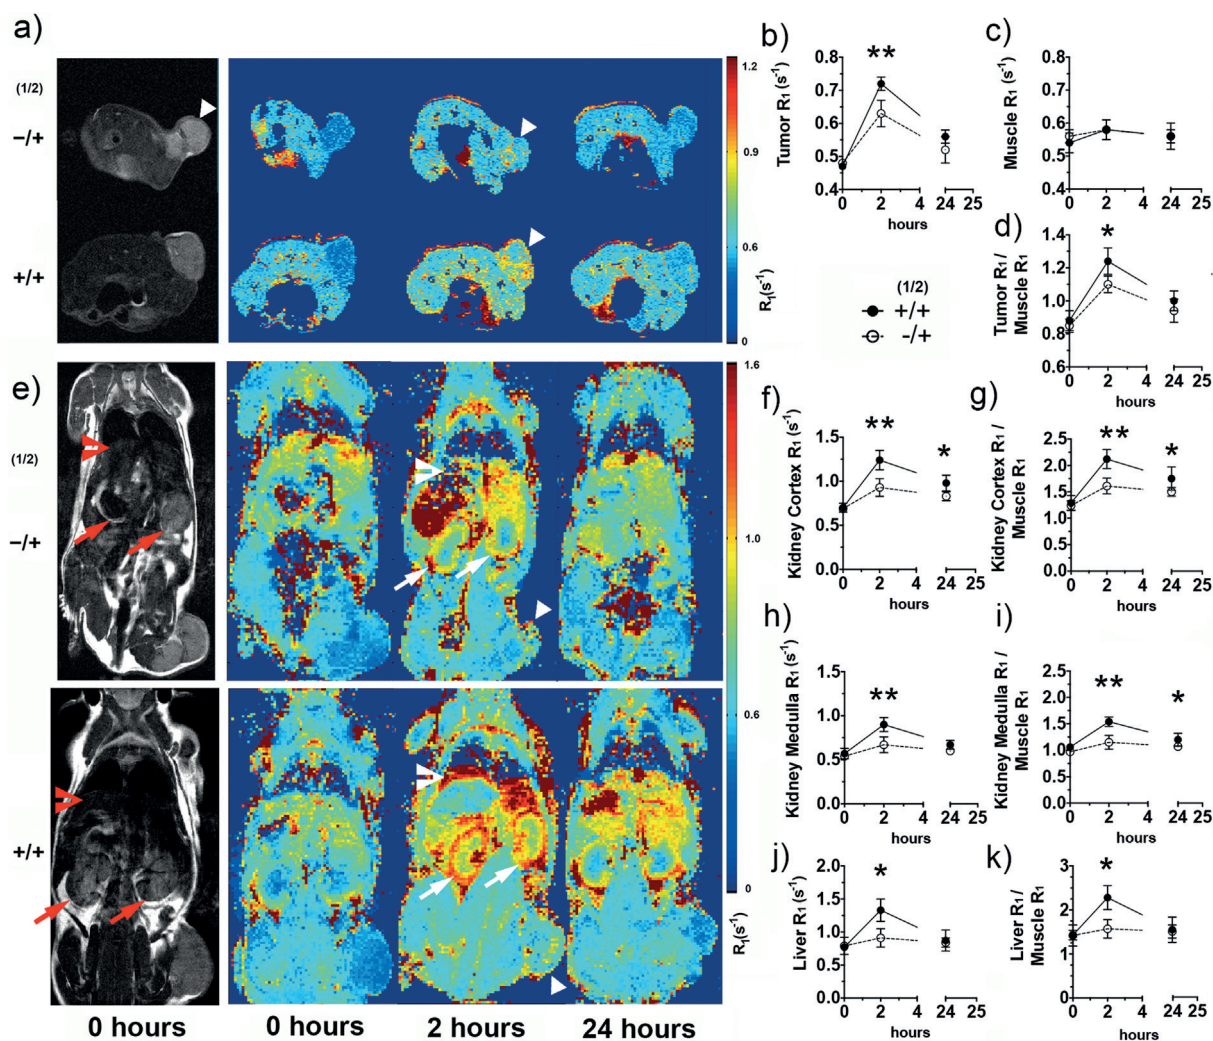 a)
(1/2)
−/+
+/+
1.2
0.6
0
R₁(s⁻¹)
b)
Tumor R₁ (s⁻¹)
0.8
0.7
0.6
0.5
0.4
**
0 2 4 24 25
hours
c)
Muscle R₁ (s⁻¹)
0.8
0.7
0.6
0.5
0.4
0 2 4 24 25
hours
(1/2)
+/+
-/+
d)
Tumor R₁ /
Muscle R₁
1.4
1.2
1.0
0.8
0.6
*
0 2 4 24 25
hours
e)
(1/2)
−/+
+/+
1.6
1.0
0.6
0
R₁(s⁻¹)
0 hours
0 hours
2 hours
24 hours
f)
Kidney Cortex R₁ (s⁻¹)
1.5
1.0
0.5
0.0
** *
0 2 4 24 25
hours
g)
Kidney Cortex R₁ /
Muscle R₁
2.5
2.0
1.5
1.0
0.5
0.0
** *
0 2 4 24 25
hours
h)
Kidney Medulla R₁ (s⁻¹)
1.5
1.0
0.5
0.0
**
0 2 4 24 25
hours
i)
Kidney Medulla R₁ /
Muscle R₁
2.5
2.0
1.5
1.0
0.5
0.0
** *
0 2 4 24 25
hours
j)
Liver R₁ (s⁻¹)
2.0
1.5
1.0
0.5
0.0
*
0 2 4 24 25
hours
k)
Liver R₁ /
Muscle R₁
3
2
1
0
*
0 2 4 24 25
hours